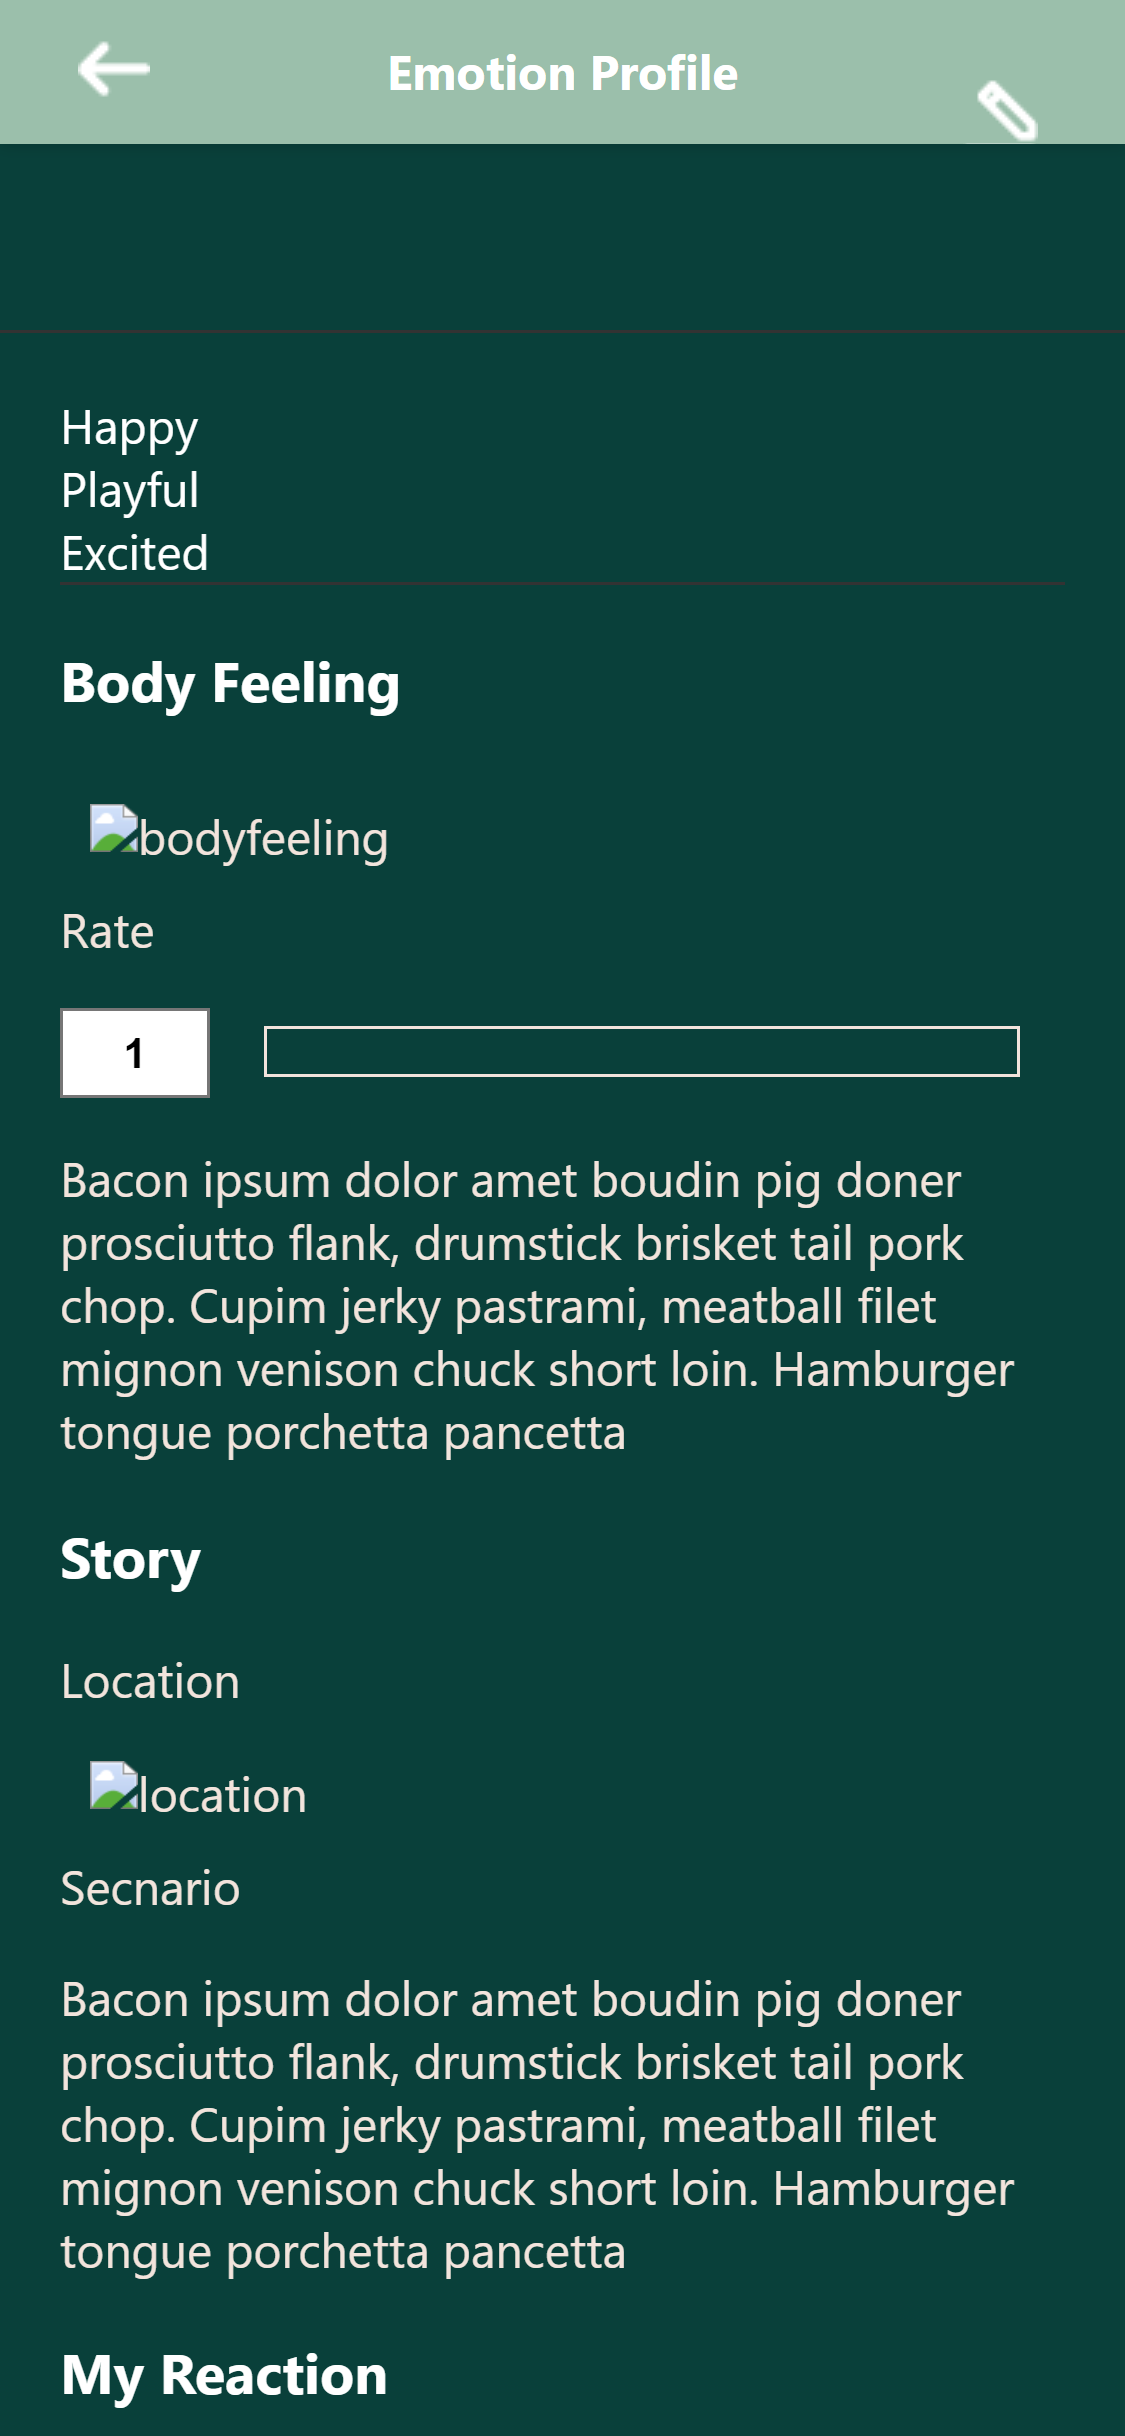 Emotion Profile
Happy
Playful
Excited
Body Feeling
bodyfeeling
Rate
1
Bacon ipsum dolor amet boudin pig doner
prosciutto flank, drumstick brisket tail pork
chop. Cupim jerky pastrami, meatball filet
mignon venison chuck short loin. Hamburger
tongue porchetta pancetta
Story
Location
location
Secnario
Bacon ipsum dolor amet boudin pig doner
prosciutto flank, drumstick brisket tail pork
chop. Cupim jerky pastrami, meatball filet
mignon venison chuck short loin. Hamburger
tongue porchetta pancetta
My Reaction